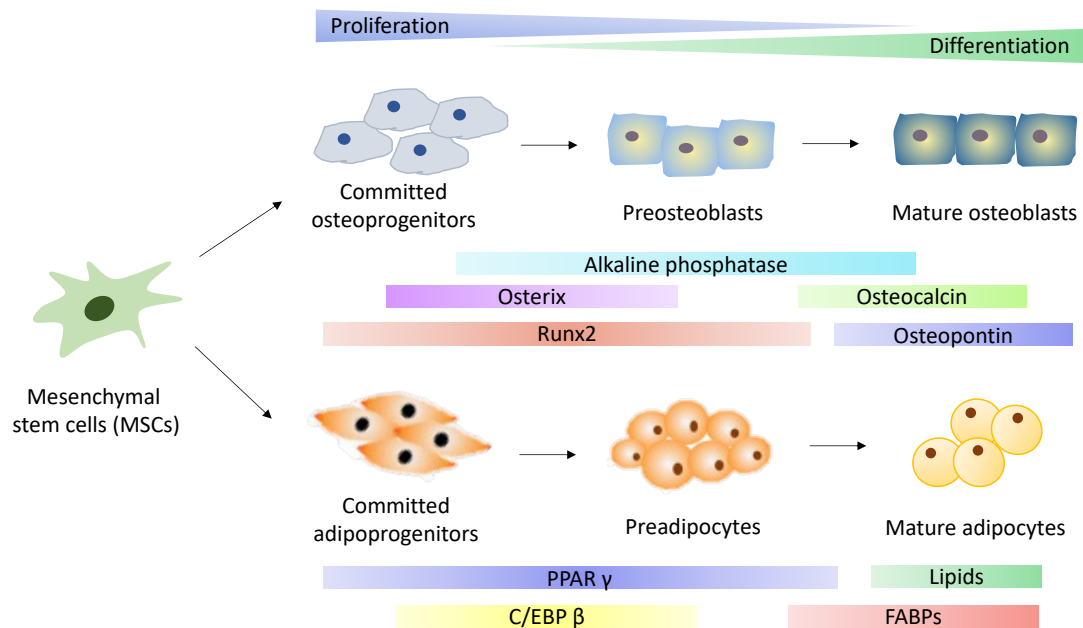 Proliferation
Differentiation
Committed
osteoprogenitors
Preosteoblasts
Mature osteoblasts
Alkaline phosphatase
Osterix
Osteocalcin
Runx2
Osteopontin
Mesenchymal
stem cells (MSCs)
Committed
adipoprogenitors
Preadipocytes
Mature adipocytes
PPAR γ
Lipids
C/EBP β
FABPs